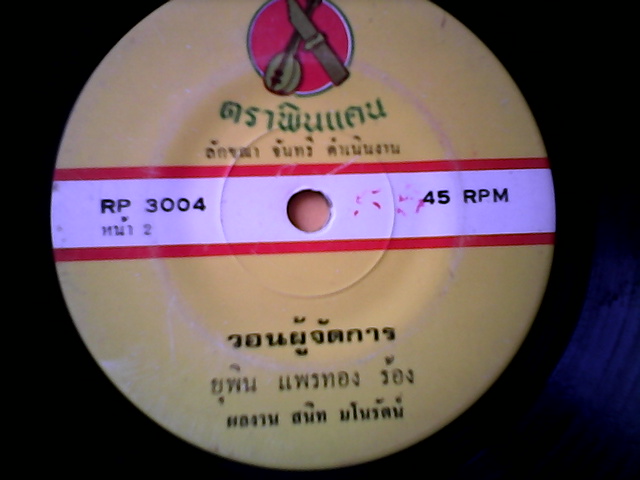 ตราพินแคน
ลักขณา จันทร์ ดำเนินงาน
RP 3004
45 RPM
หน้า 2
วอนผู้จัดการ
ยุพิน แพรทอง ร้อง
ผลงาน สนิท มโนรัตน์